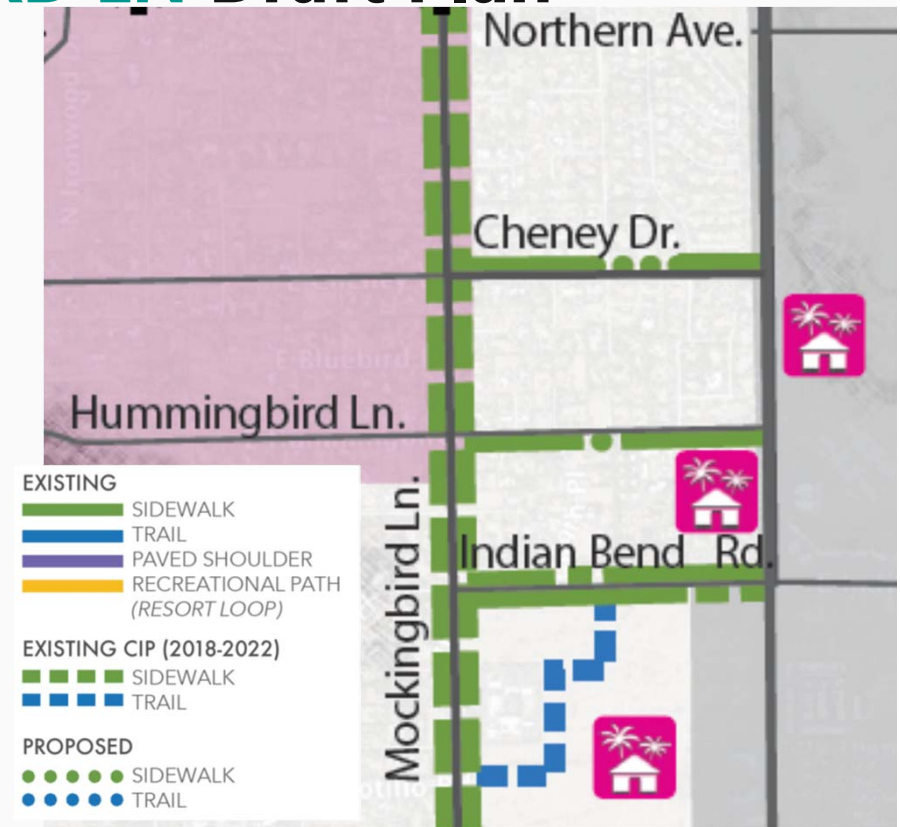 Northern Ave.
Cheney Dr.
E Bluebird
Hummingbird Ln.
Mockingbird Ln.
Indian Bend Rd.
EXISTING
SIDEWALK
TRAIL
PAVED SHOULDER
RECREATIONAL PATH
(RESORT LOOP)
EXISTING CIP (2018-2022)
SIDEWALK
TRAIL
PROPOSED
SIDEWALK
TRAIL